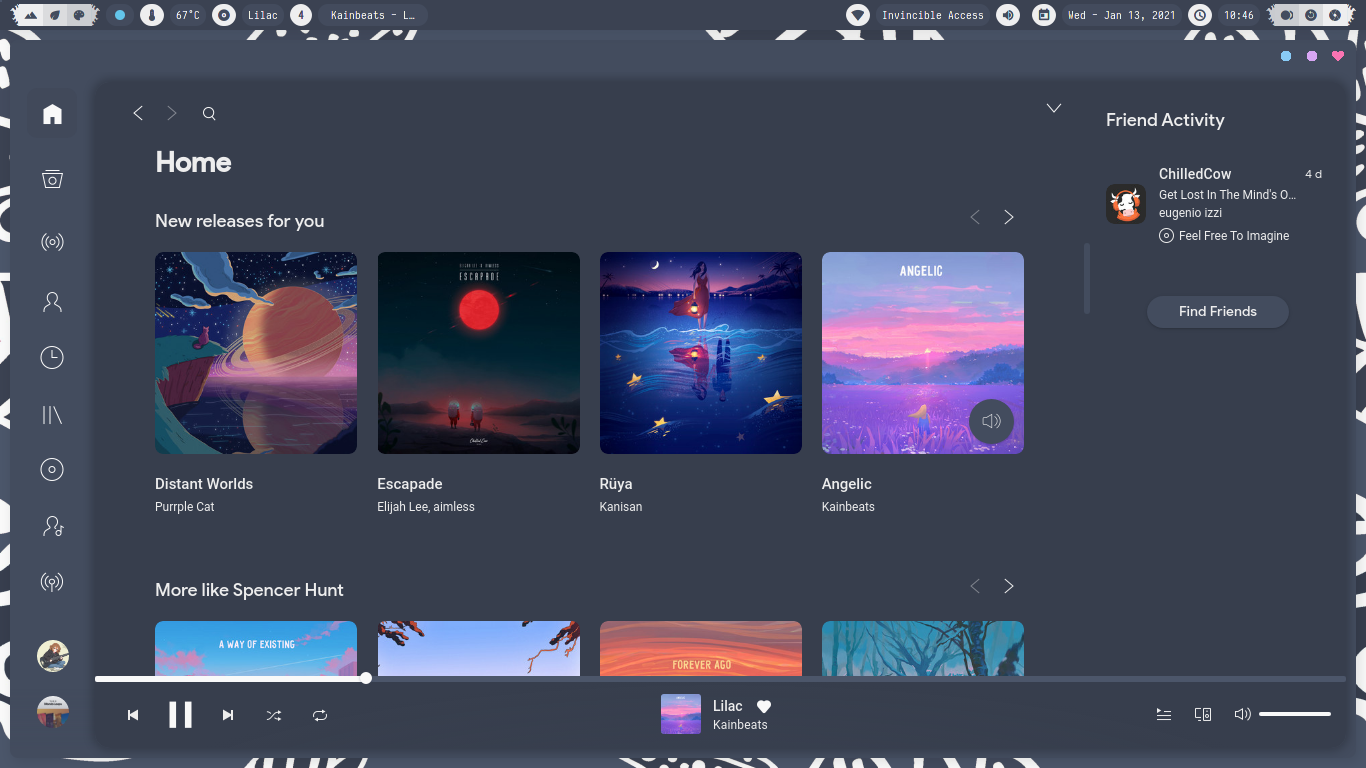 67°C
Lilac
4
Kainbeats - L…
Invincible Access
Wed - Jan 13, 2021
10:46
Home
Friend Activity
ChilledCow
4 d
Get Lost In The Mind's O...
eugenio izzi
Feel Free To Imagine
Find Friends
New releases for you
ESCAPADE
ANGELIC
Distant Worlds
Purrple Cat
Escapade
Elijah Lee, aimless
Rüya
Kanisan
Angelic
Kainbeats
More like Spencer Hunt
A WAY OF EXISTING
FOREVER AGO
Lilac
Kainbeats